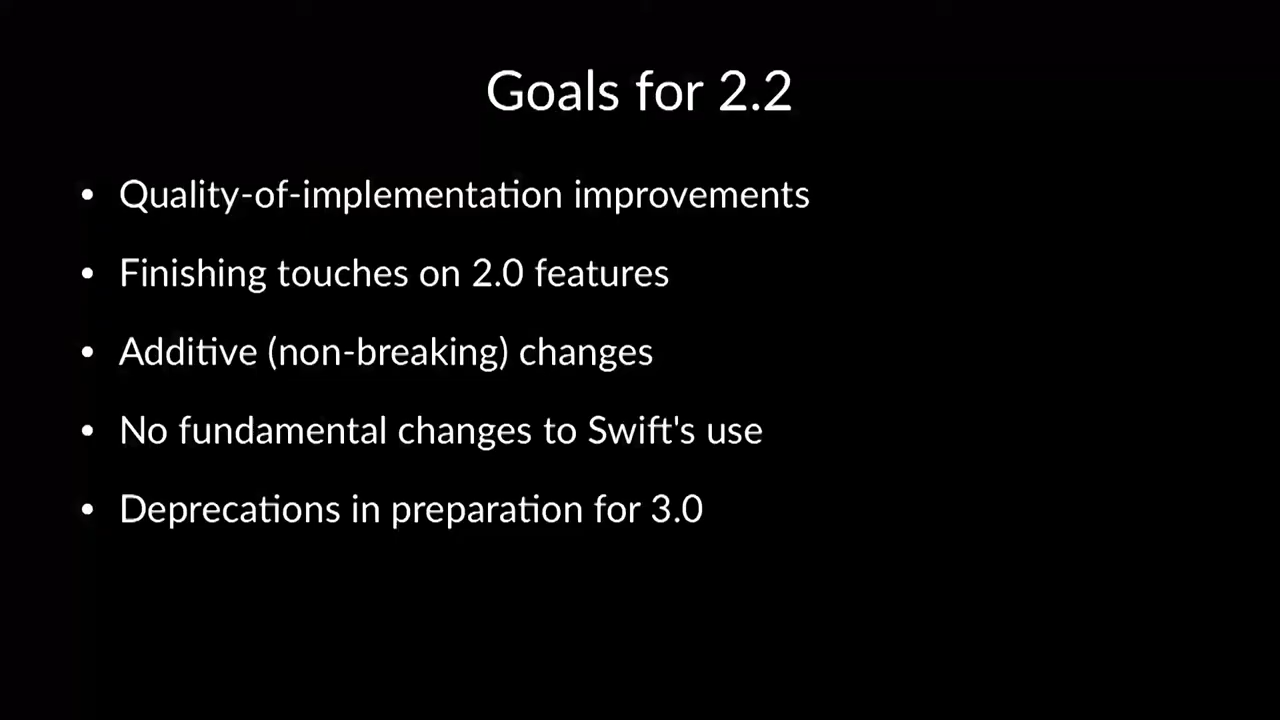 Goals for 2.2
• Quality-of-implementation improvements
• Finishing touches on 2.0 features
• Additive (non-breaking) changes
• No fundamental changes to Swift's use
• Deprecations in preparation for 3.0